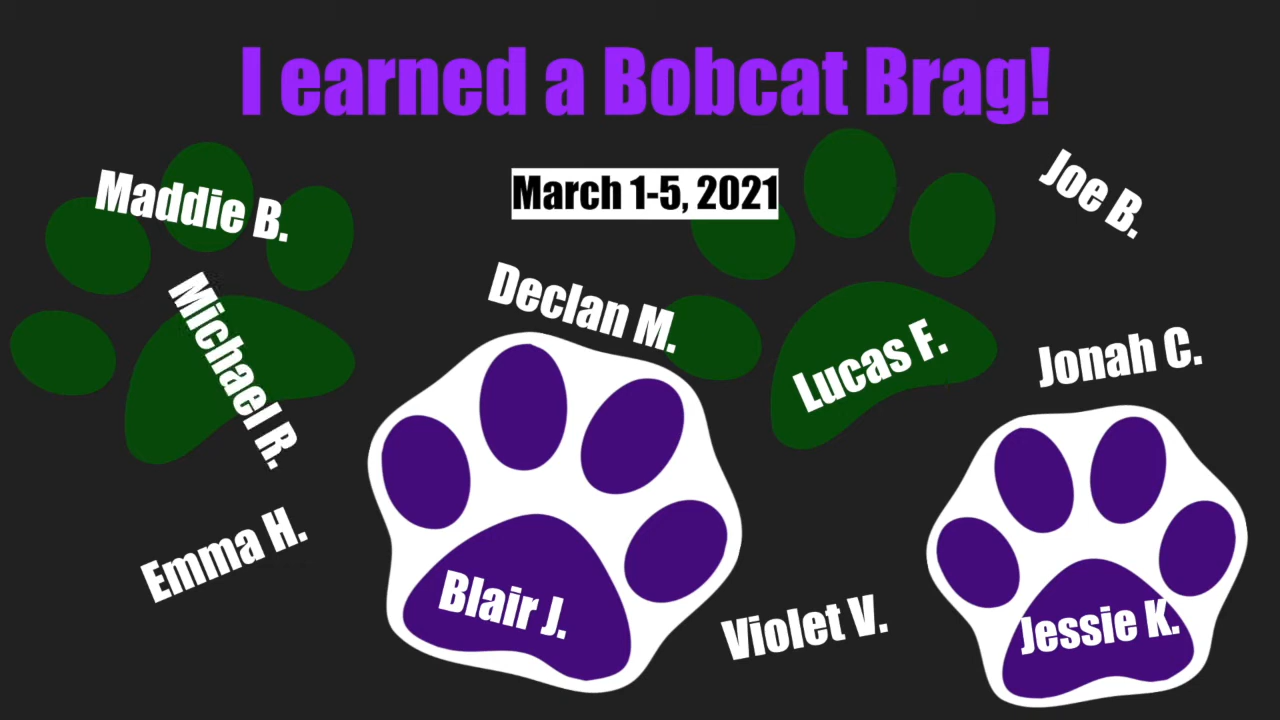 I earned a Bobcat Brag!
March 1-5, 2021
Maddie B.
Joe B.
Declan M.
Michael R.
Lucas F.
Jonah C.
Emma H.
Blair J.
Violet V.
Jessie K.